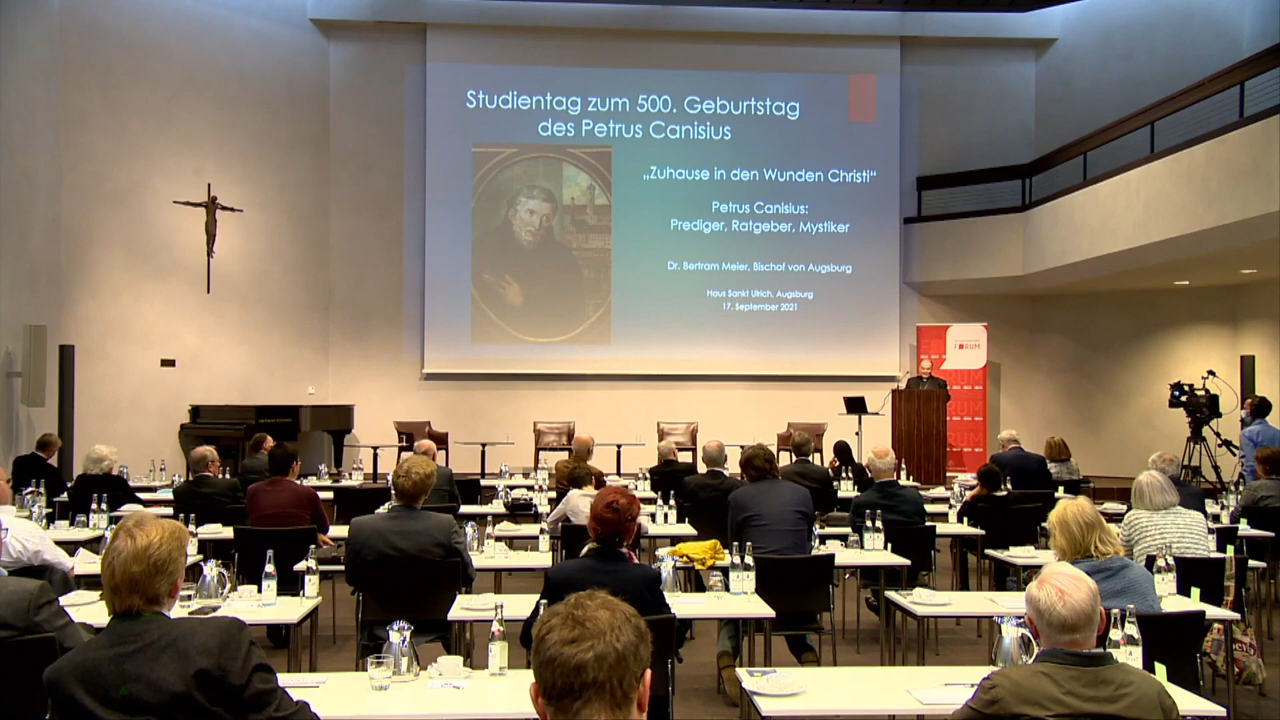 Studientag zum 500. Geburtstag
des Petrus Canisius
„Zuhause in den Wunden Christi“
Petrus Canisius:
Prediger, Ratgeber, Mystiker
Dr. Bertram Meier, Bischof von Augsburg
Haus Sankt Ulrich, Augsburg
17. September 2021
FORUM